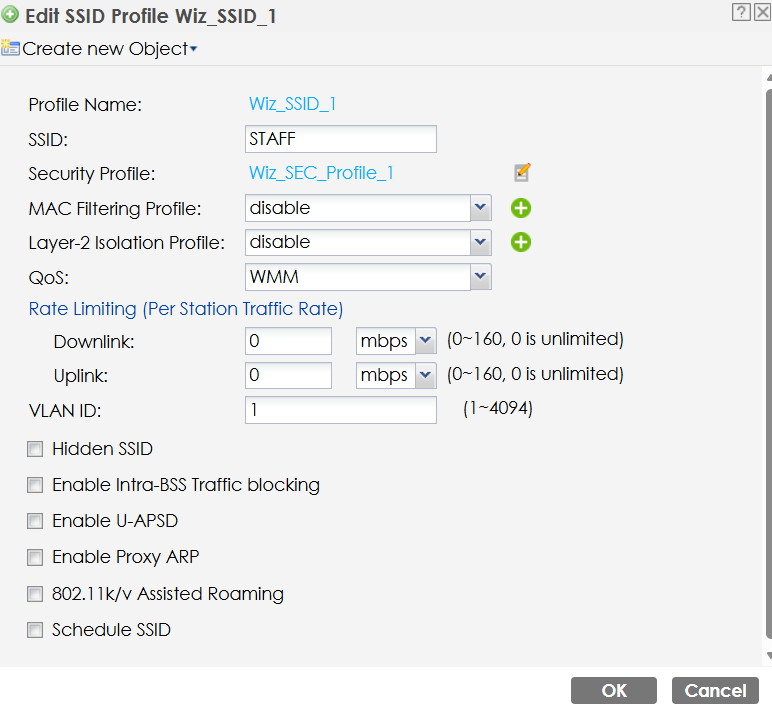 Edit SSID Profile Wiz_SSID_1
Create new Object
Profile Name: Wiz_SSID_1
SSID: STAFF
Security Profile: Wiz_SEC_Profile_1
MAC Filtering Profile: disable
Layer-2 Isolation Profile: disable
QoS: WMM
Rate Limiting (Per Station Traffic Rate)
Downlink: 0 mbps (0~160, 0 is unlimited)
Uplink: 0 mbps (0~160, 0 is unlimited)
VLAN ID: 1 (1~4094)
Hidden SSID
Enable Intra-BSS Traffic blocking
Enable U-APSD
Enable Proxy ARP
802.11k/v Assisted Roaming
Schedule SSID
OK Cancel